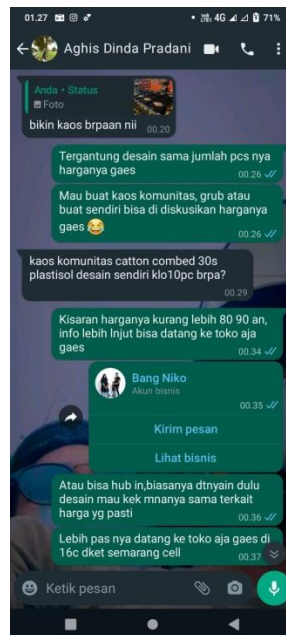 01.27
4G 71%
Aghis Dinda Pradani
Anda • Status
Foto
bikin kaos brpaan nii 00.20
Tergantung desain sama jumlah pcs nya
harganya gaes
00.26
Mau buat kaos komunitas, grub atau
buat sendiri bisa di diskusikan harganya
gaes 😂
00.26
kaos komunitas catton combed 30s
plastisol desain sendiri klo10pc brpa?
00.29
Kisaran harganya kurang lebih 80 90 an,
info lebih lnjut bisa datang ke toko aja
gaes
00.34
Bang Niko
Akun bisnis
00.35
Kirim pesan
Lihat bisnis
Atau bisa hub in,biasanya dtnyain dulu
desain mau kek mnanya sama terkait
harga yg pasti
00.36
Lebih pas nya datang ke toko aja gaes di
16c dket semarang cell
00.37
Ketik pesan